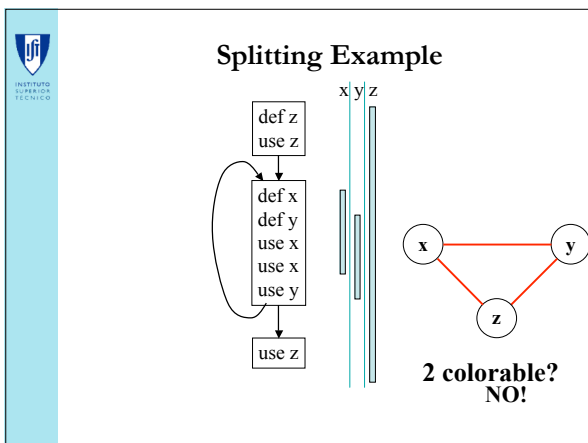 INSTITUTO
SUPERIOR
TÉCNICO
Splitting Example
x y z
def z
use z
def x
def y
use x
use x
use y
use z
x
y
z
2 colorable?
NO!